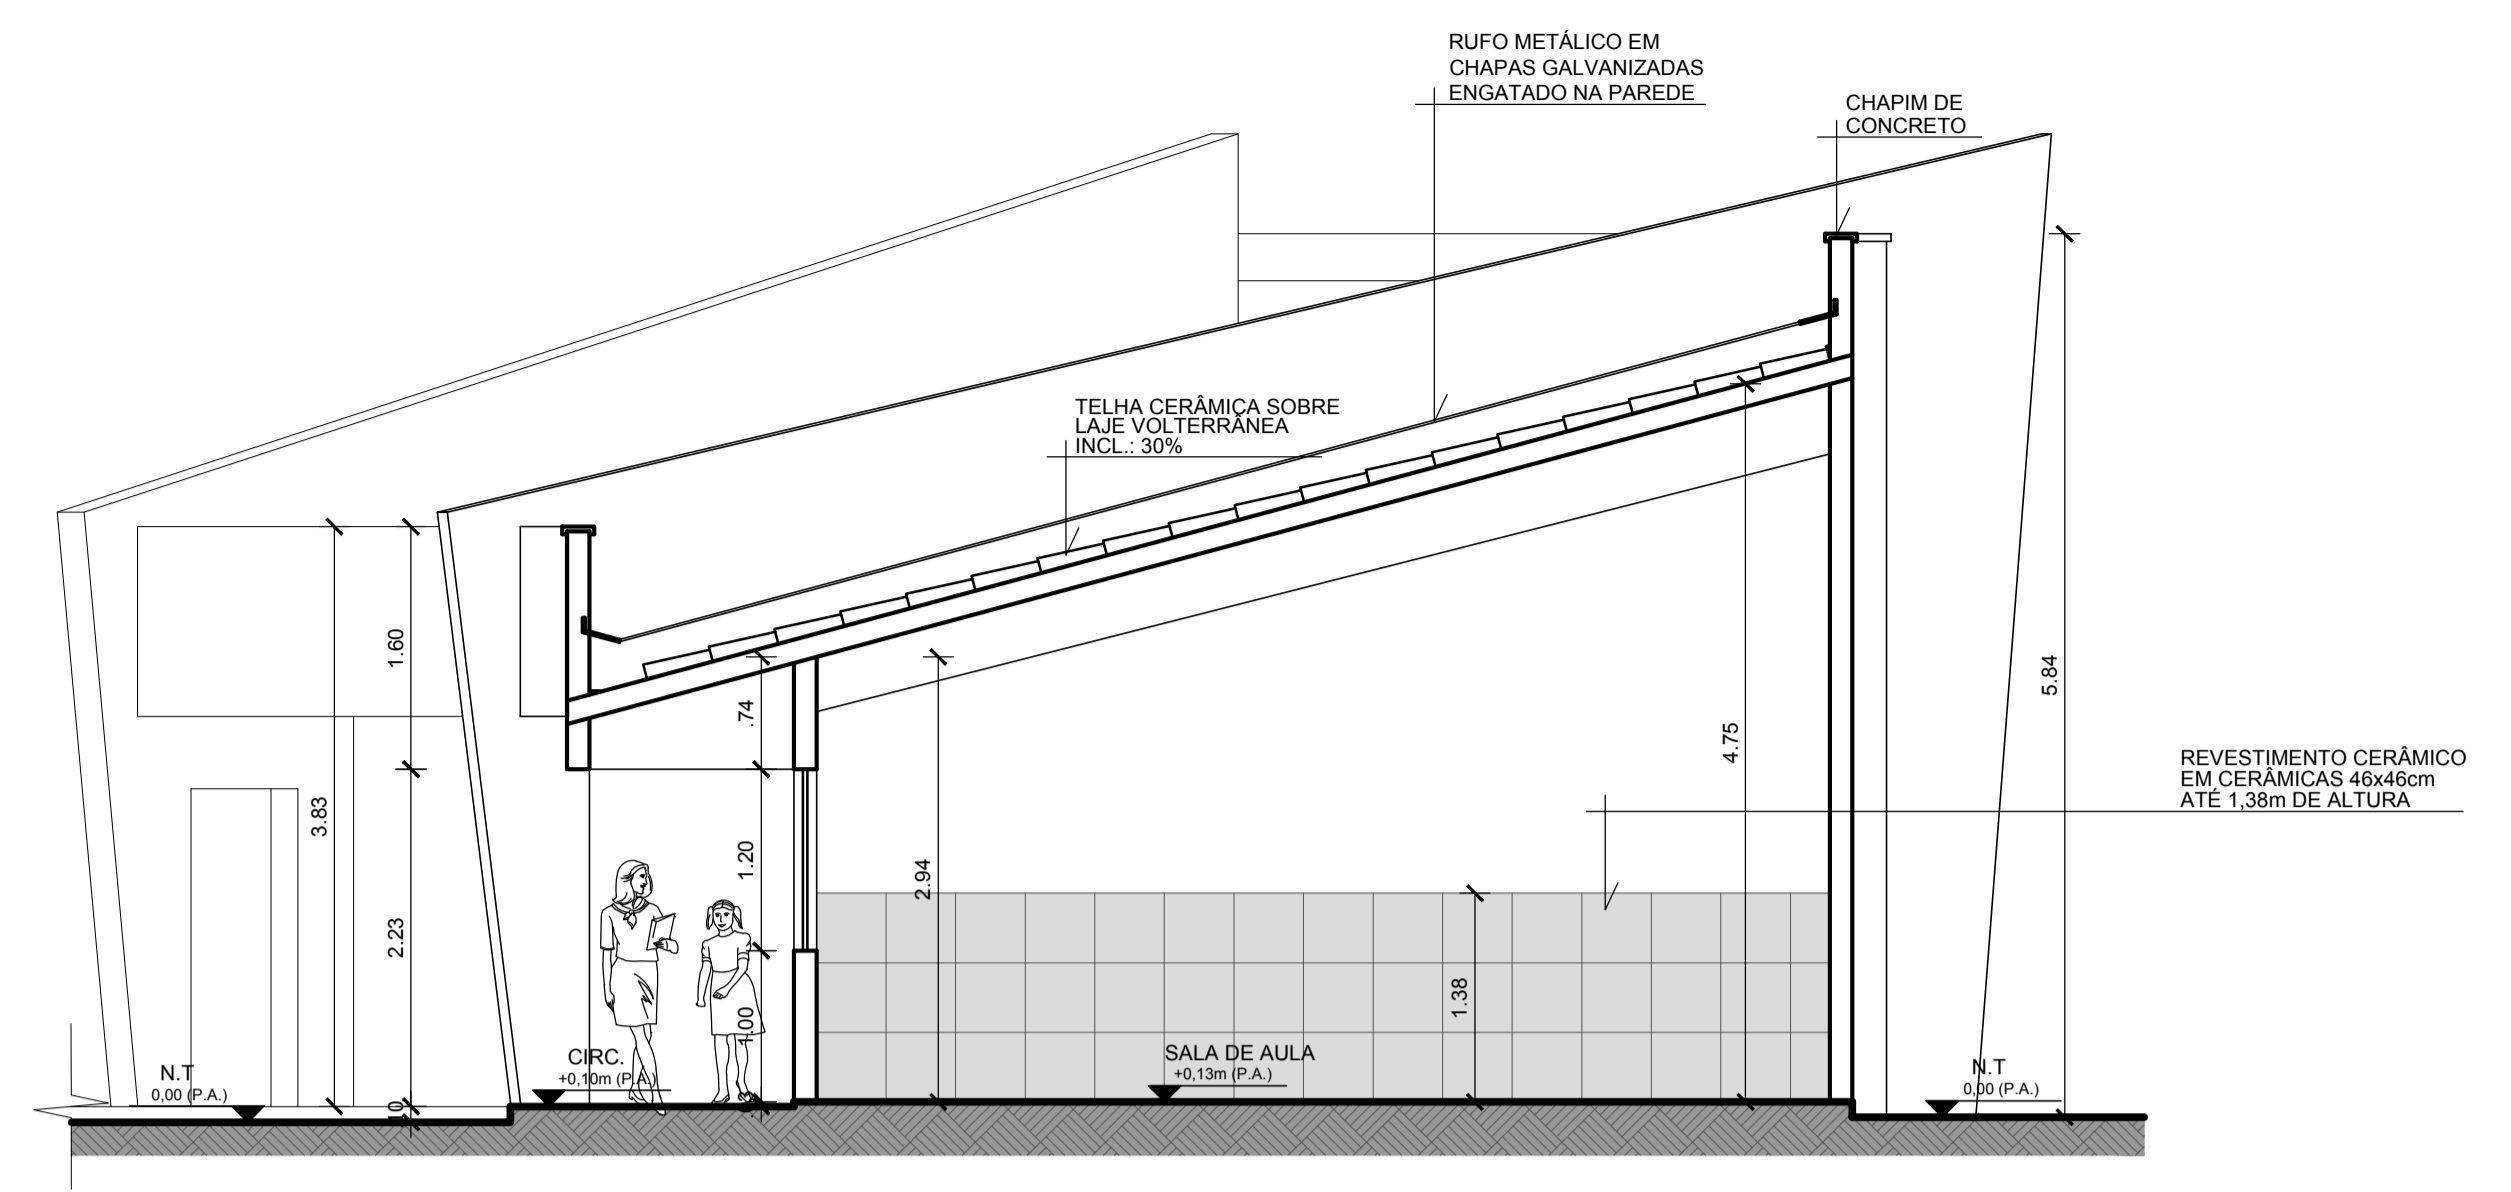 RUFO METÁLICO EM
CHAPAS GALVANIZADAS
ENGATADO NA PAREDE
CHAPIM DE
CONCRETO
TELHA CERÂMICA SOBRE
LAJE VOLTERRÂNEA
INCL.: 30%
1.60
.74
5.84
4.75
REVESTIMENTO CERÂMICO
EM CERÂMICAS 46x46cm
ATÉ 1,38m DE ALTURA
3.83
1.20
2.94
2.23
1.38
1.00
CIRC.
+0,10m (P.A.)
SALA DE AULA
+0,13m (P.A.)
N.T
0,00 (P.A.)
N.T
0,00 (P.A.)